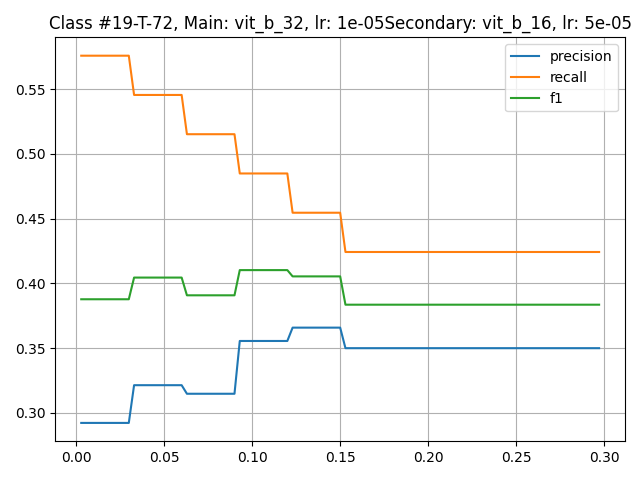 Class #19-T-72, Main: vit_b_32, lr: 1e-05Secondary: vit_b_16, lr: 5e-05
precision
recall
f1
0.55
0.50
0.45
0.40
0.35
0.30
0.00 0.05 0.10 0.15 0.20 0.25 0.30